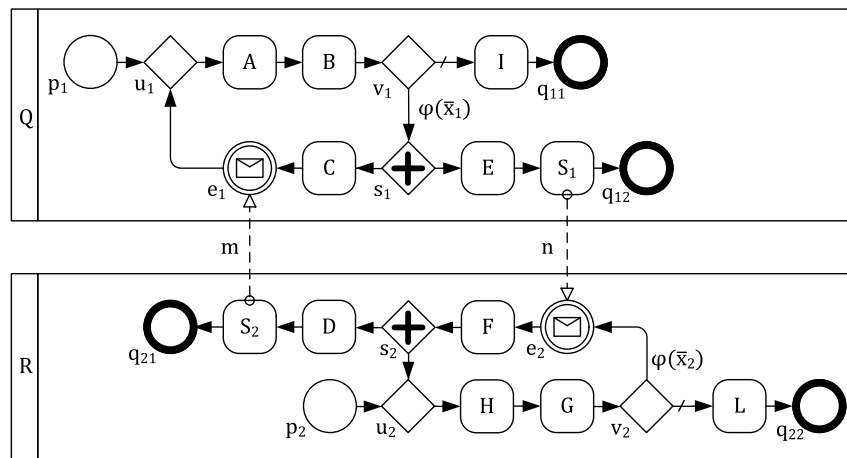 A B I
p₁ u₁ v₁ q₁₁
φ(x̄₁)
Q
C E S₁
e₁ s₁ q₁₂
m n
S₂ D F
q₂₁ s₂ e₂
φ(x̄₂)
R
H G L
p₂ u₂ v₂ q₂₂